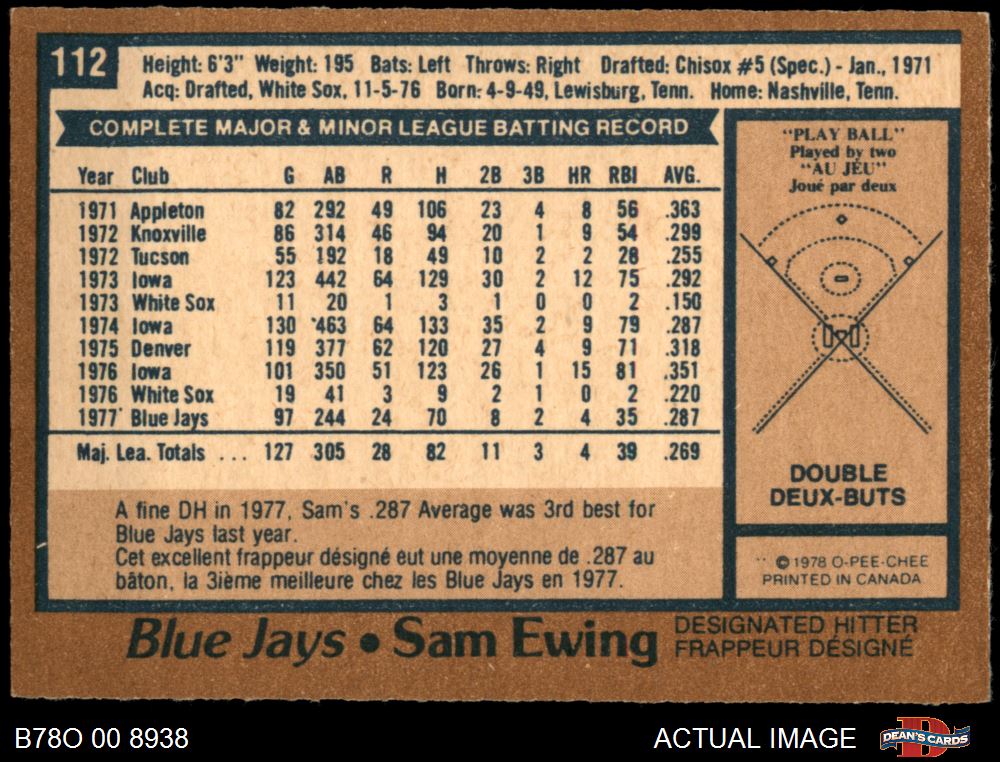 112
Height: 6'3" Weight: 195 Bats: Left Throws: Right Drafted: Chisox #5 (Spec.) - Jan., 1971
Acq: Drafted, White Sox, 11-5-76 Born: 4-9-49, Lewisburg, Tenn. Home: Nashville, Tenn.
COMPLETE MAJOR & MINOR LEAGUE BATTING RECORD
Year Club G AB R H 2B 3B HR RBI AVG.
1971 Appleton 82 292 49 106 23 4 8 56 .363
1972 Knoxville 86 314 46 94 20 1 9 54 .299
1972 Tucson 55 192 18 49 10 2 2 28 .255
1973 Iowa 123 442 64 129 30 2 12 75 .292
1973 White Sox 11 20 1 3 1 0 0 2 .150
1974 Iowa 130 463 64 133 35 2 9 79 .287
1975 Denver 119 377 62 120 27 4 9 71 .318
1976 Iowa 101 350 51 123 26 1 15 81 .351
1976 White Sox 19 41 3 9 2 1 0 2 .220
1977 Blue Jays 97 244 24 70 8 2 4 35 .287
Maj. Lea. Totals ... 127 305 28 82 11 3 4 39 .269
A fine DH in 1977, Sam's .287 Average was 3rd best for
Blue Jays last year.
Cet excellent frappeur désigné eut une moyenne de .287 au
bâton, la 3ième meilleure chez les Blue Jays en 1977.
"PLAY BALL"
Played by two
"AU JEU"
Joué par deux
DOUBLE
DEUX-BUTS
© 1978 O-PEE-CHEE
PRINTED IN CANADA
Blue Jays • Sam Ewing
DESIGNATED HITTER
FRAPPEUR DÉSIGNÉ
B78O 00 8938
ACTUAL IMAGE
D
DEAN'S CARDS